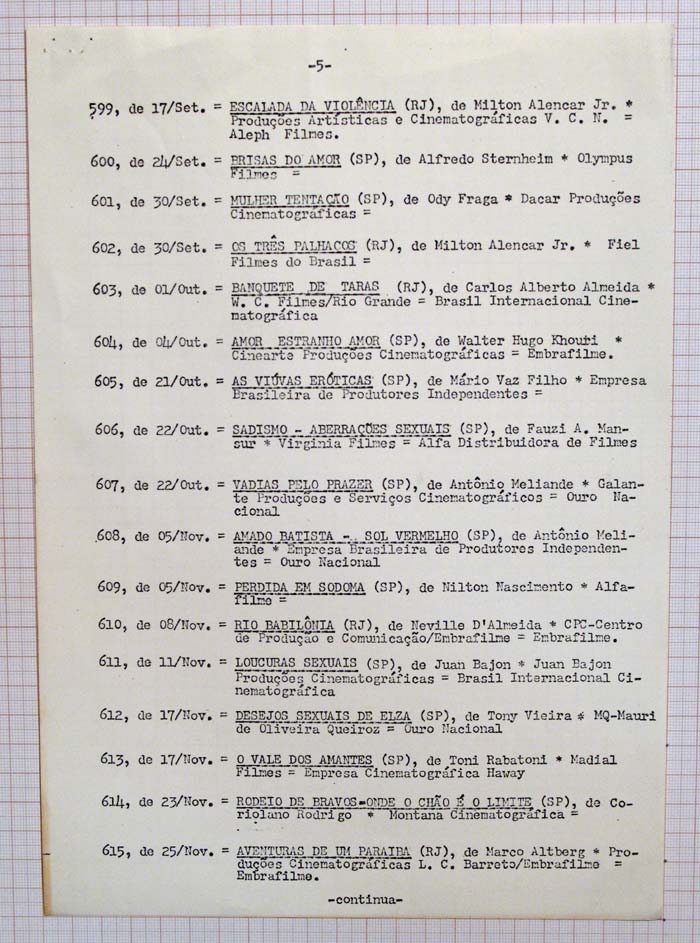 -5-
599, de 17/Set. = ESCALADA DA VIOLÊNCIA (RJ), de Milton Alencar Jr. *
Produções Artísticas e Cinematográficas V. C. N. =
Aleph Filmes.
600, de 24/Set. = BRISAS DO AMOR (SP), de Alfredo Sternheim * Olympus
Filmes =
601, de 30/Set. = MULHER TENTAÇÃO (SP), de Ody Fraga * Dacar Produções
Cinematográficas =
602, de 30/Set. = OS TRÊS PALHAÇOS (RJ), de Milton Alencar Jr. * Fiel
Filmes do Brasil =
603, de 01/Out. = BANQUETE DE TARAS (RJ), de Carlos Alberto Almeida *
W. C. Filmes/Rio Grande = Brasil Internacional Cine-
matográfica
604, de 04/Out. = AMOR ESTRANHO AMOR (SP), de Walter Hugo Khouri *
Cinearte Produções Cinematográficas = Embrafilme.
605, de 21/Out. = AS VIÚVAS ERÓTICAS (SP), de Mário Vaz Filho * Empresa
Brasileira de Produtores Independentes =
606, de 22/Out. = SADISMO - ABERRAÇÕES SEXUAIS (SP), de Fauzi A. Man-
sur * Virginia Filmes = Alfa Distribuidora de Filmes
607, de 22/Out. = VADIAS PELO PRAZER (SP), de Antônio Meliande * Galan-
te Produções e Serviços Cinematográficos = Ouro Na-
cional
608, de 05/Nov. = AMADO BATISTA - SOL VERMELHO (SP), de Antônio Meli-
ande * Empresa Brasileira de Produtores Independen-
tes = Ouro Nacional
609, de 05/Nov. = PERDIDA EM SODOMA (SP), de Nilton Nascimento * Alfa-
filme =
610, de 08/Nov. = RIO BABILÔNIA (RJ), de Neville D'Almeida * CPC-Centro
de Produção e Comunicação/Embrafilme = Embrafilme.
611, de 11/Nov. = LOUCURAS SEXUAIS (SP), de Juan Bajon * Juan Bajon
Produções Cinematográficas = Brasil Internacional Ci-
nematográfica
612, de 17/Nov. = DESEJOS SEXUAIS DE ELZA (SP), de Tony Vieira * MQ-Mauri
de Oliveira Queiroz = Ouro Nacional
613, de 17/Nov. = O VALE DOS AMANTES (SP), de Toni Rabatoni * Madial
Filmes = Empresa Cinematográfica Haway
614, de 23/Nov. = RODEIO DE BRAVOS-ONDE O CHÃO É O LIMITE (SP), de Co-
riolano Rodrigo * Montana Cinematográfica =
615, de 25/Nov. = AVENTURAS DE UM PARAIBA (RJ), de Marco Altberg * Pro-
duções Cinematográficas L. C. Barreto/Embrafilme =
Embrafilme.
-continua-